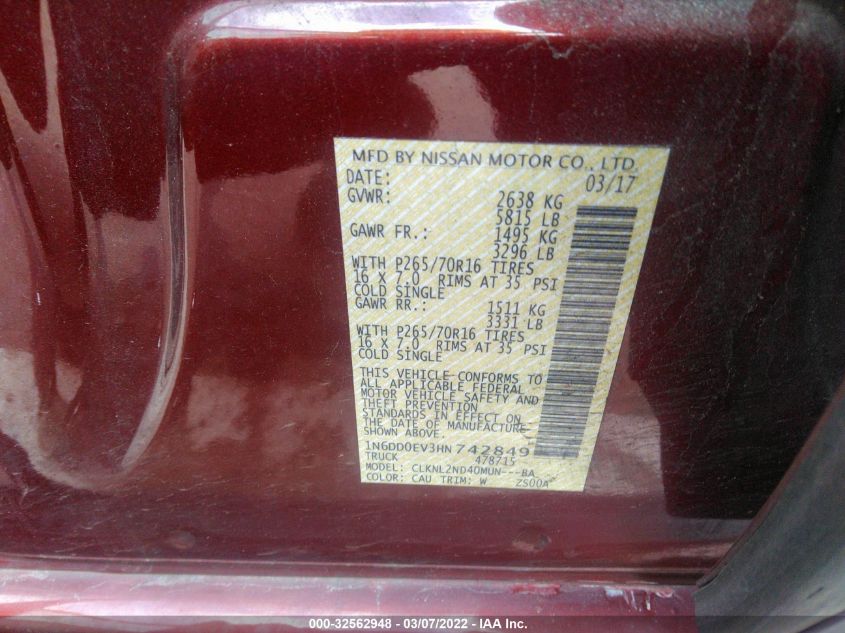 MFD BY NISSAN MOTOR CO., LTD.
DATE: 03/17
GVWR: 2638 KG
5815 LB
GAWR FR.: 1495 KG
3296 LB
WITH P265/70R16 TIRES
16 X 7.0 RIMS AT 35 PSI
COLD SINGLE
GAWR RR.: 1511 KG
3331 LB
WITH P265/70R16 TIRES
16 X 7.0 RIMS AT 35 PSI
COLD SINGLE
THIS VEHICLE CONFORMS TO
ALL APPLICABLE FEDERAL
MOTOR VEHICLE SAFETY AND
THEFT PREVENTION
STANDARDS IN EFFECT ON
THE DATE OF MANUFACTURE
SHOWN ABOVE.
1N6DD0EV3HN742849
TRUCK 478715
MODEL: CLKNL2ND40MUN---BA
COLOR: CAU TRIM: W ZS00A
000-32562948 - 03/07/2022 - IAA Inc.